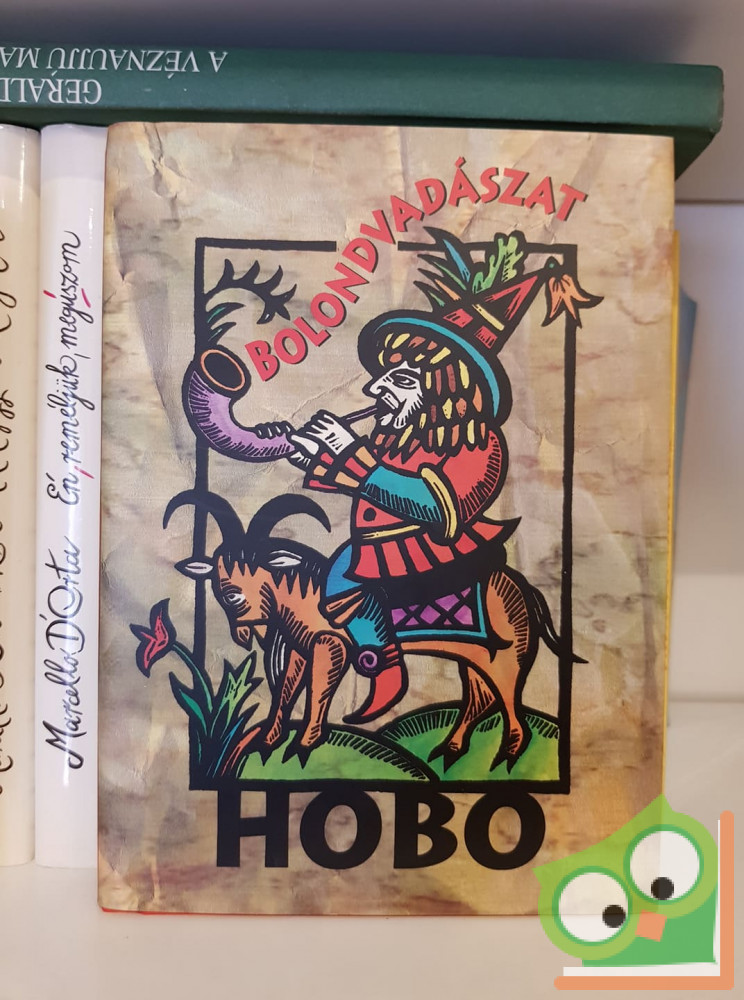 A VÉZNAUJJÚ MA
GÉRALD
BOLONDVADÁSZAT
HOBO
Marcello D'Orta Én, reméljük, megúszom